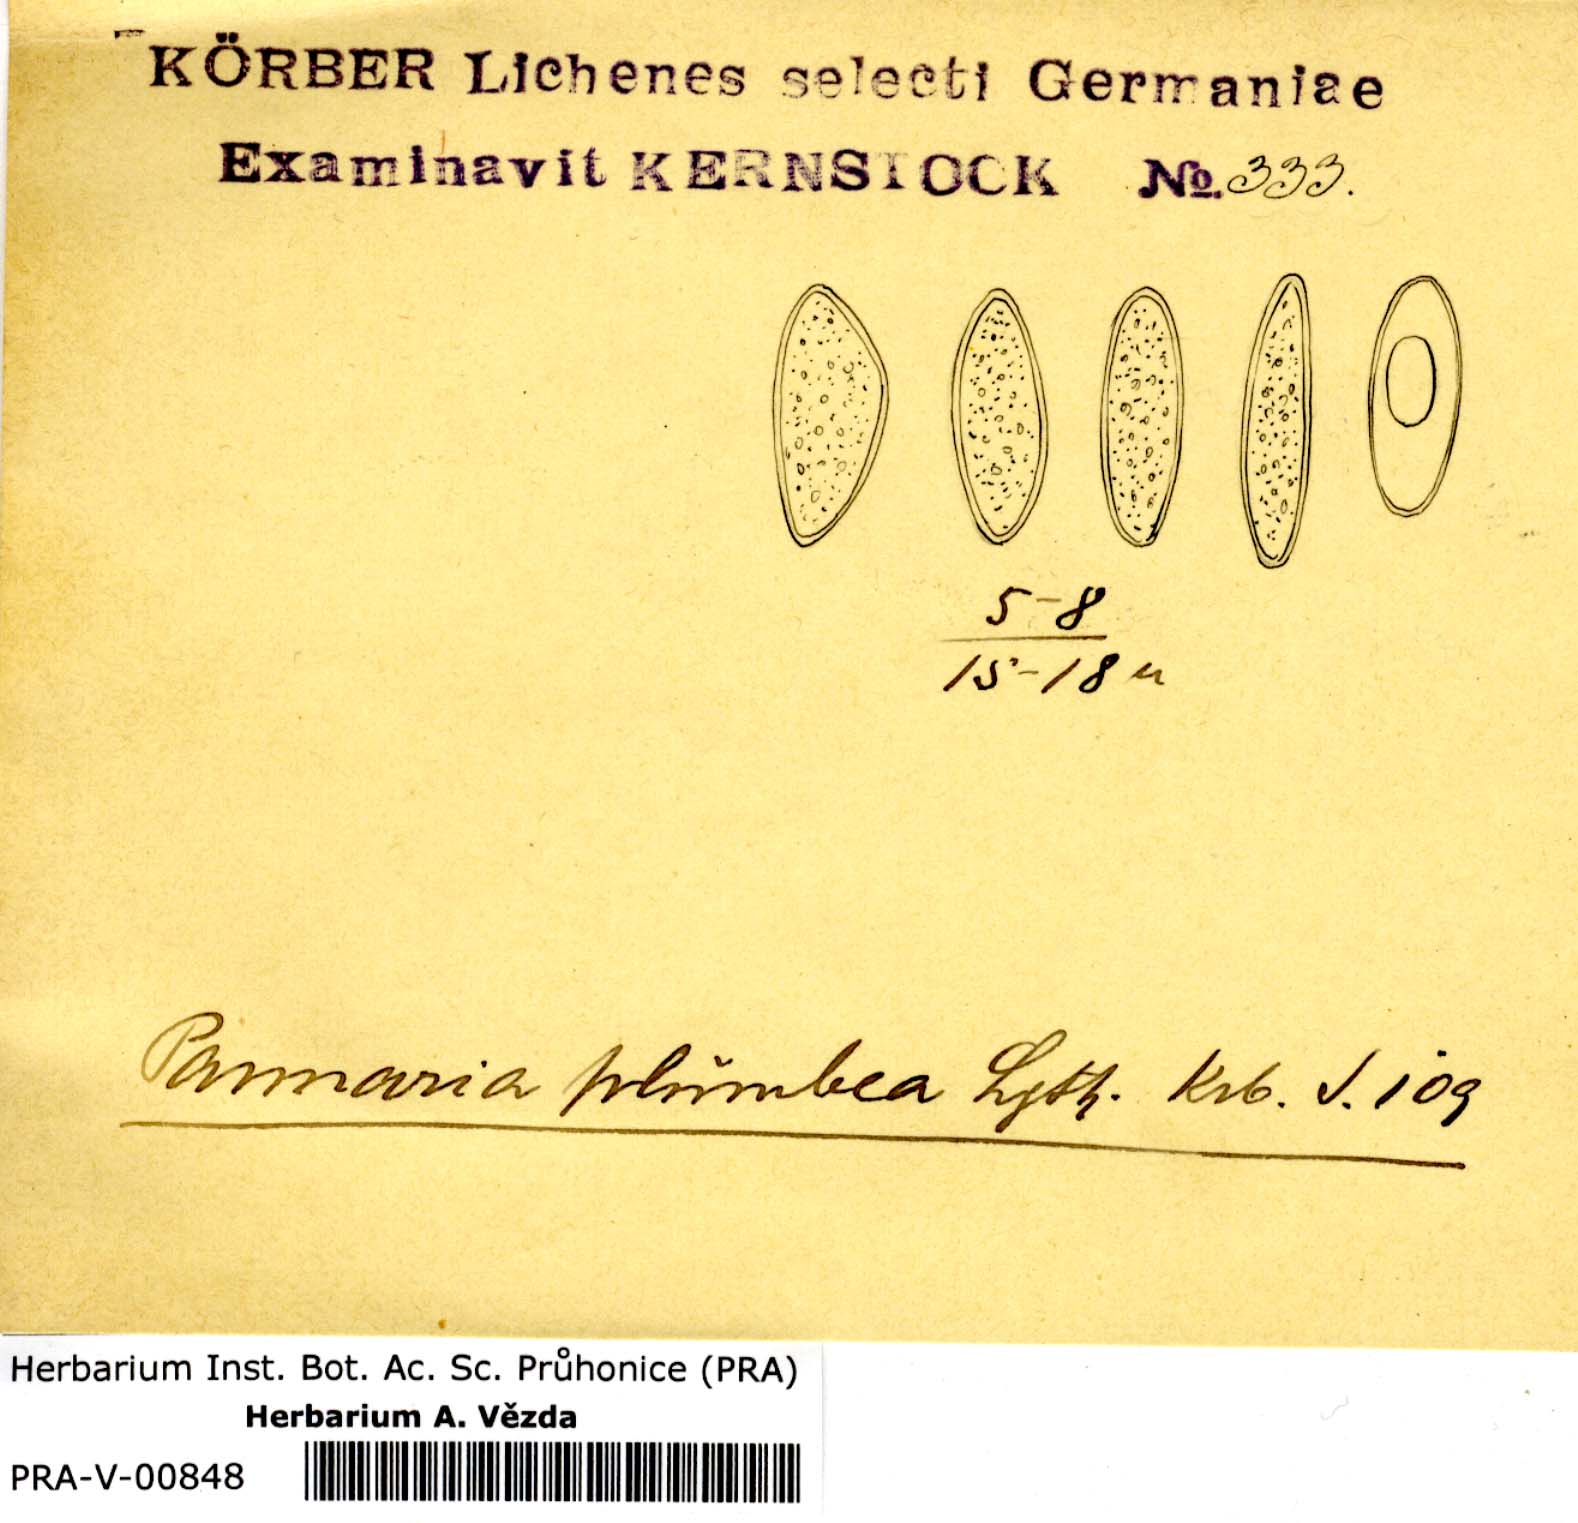 KÖRBER Lichenes selecti Germaniae
Examinavit KERNSTOCK No. 333.
5-8
15-18 µ
Pannaria plŭmbea Lgtf. Krb. S. 109
Herbarium Inst. Bot. Ac. Sc. Průhonice (PRA)
Herbarium A. Vězda
PRA-V-00848